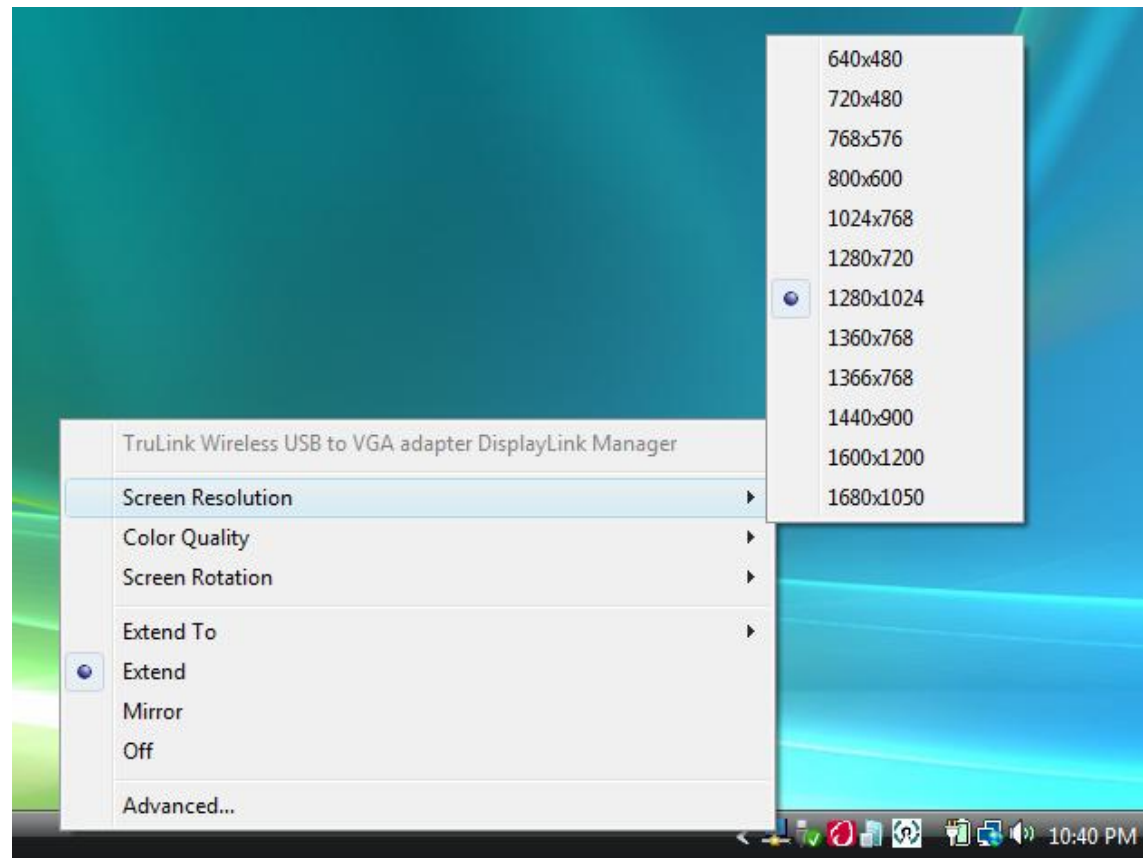 640x480
720x480
768x576
800x600
1024x768
1280x720
1280x1024
1360x768
1366x768
1440x900
1600x1200
1680x1050
TruLink Wireless USB to VGA adapter DisplayLink Manager
Screen Resolution
Color Quality
Screen Rotation
Extend To
Extend
Mirror
Off
Advanced...
10:40 PM